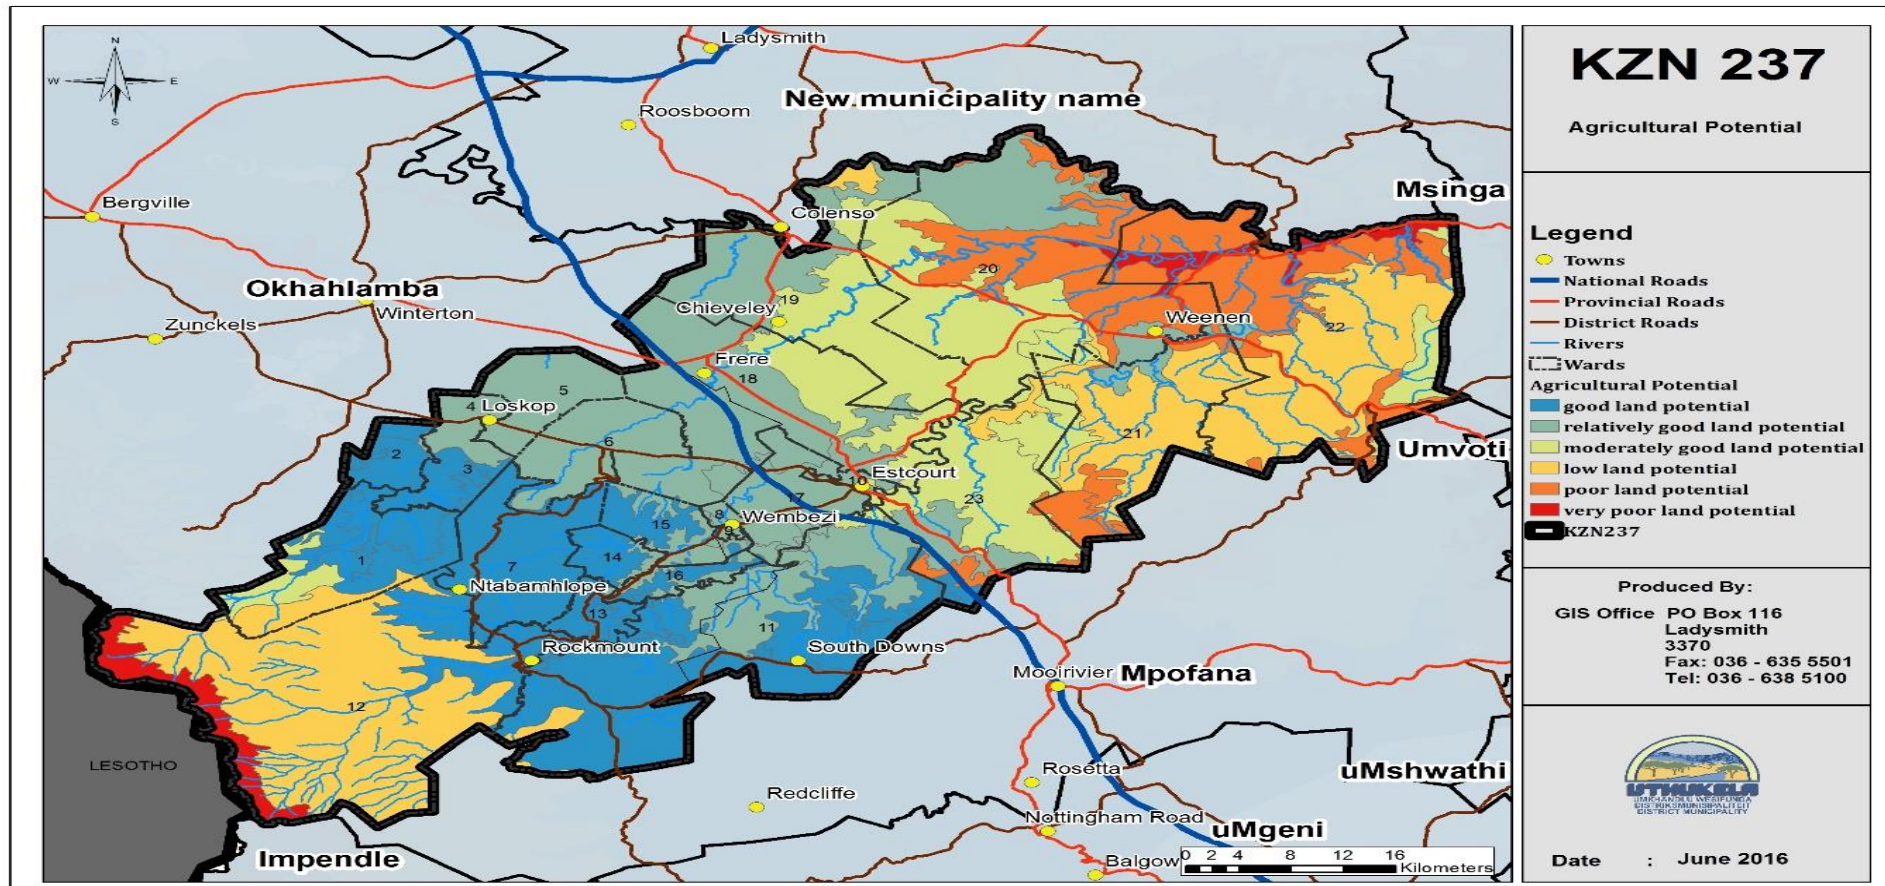 KZN 237
Agricultural Potential
Legend
Towns
National Roads
Provincial Roads
District Roads
Rivers
Wards
Agricultural Potential
good land potential
relatively good land potential
moderately good land potential
low land potential
poor land potential
very poor land potential
KZN237
Produced By:
GIS Office PO Box 116
Ladysmith
3370
Fax: 036 - 635 5501
Tel: 036 - 638 5100
UTHUKELA
UMKHANDLU WESIFUNDA
DISTRIKSMUNISIPALITEIT
DISTRICT MUNICIPALITY
Date : June 2016
N
W E
S
Ladysmith
New.municipality name
Roosboom
Msinga
Bergville
Colenso
Okhahlamba
Winterton
Zunckels
Chieveley
19
20
Weenen
22
Frere
18
5
4
Loskop
6
21
Umvoti
2
3
Estcourt
10
17
23
8
Wembezi
9
15
14
1
7
16
Ntabamhlope
13
11
Rockmount
South Downs
Mooirivier
Mpofana
12
LESOTHO
Rosetta
uMshwathi
Redcliffe
Nottingham Road
uMgeni
Impendle
Balgow
0 2 4 8 12 16
Kilometers